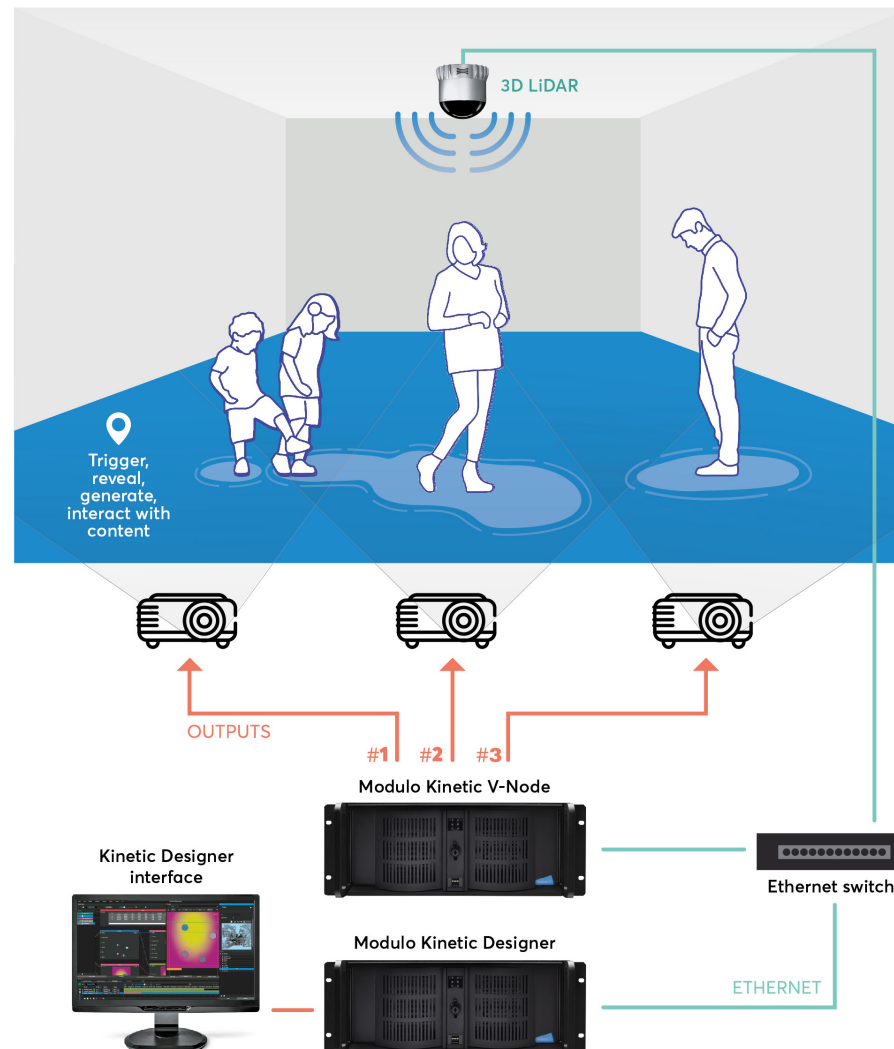 3D LiDAR
Trigger,
reveal,
generate,
interact with
content
OUTPUTS
#1 #2 #3
Modulo Kinetic V-Node
Kinetic Designer
interface
Ethernet switch
Modulo Kinetic Designer
ETHERNET